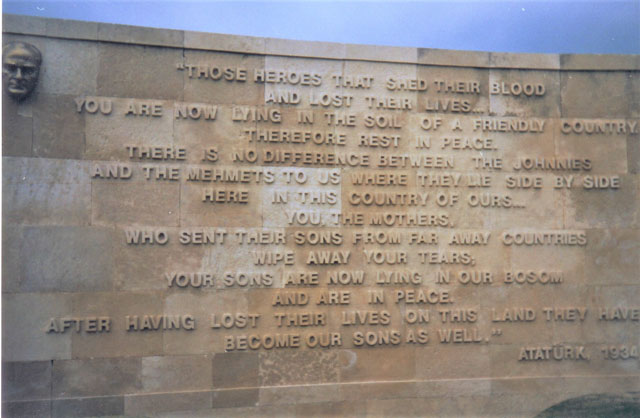 "THOSE HEROES THAT SHED THEIR BLOOD
AND LOST THEIR LIVES...
YOU ARE NOW LYING IN THE SOIL OF A FRIENDLY COUNTRY
THEREFORE REST IN PEACE.
THERE IS NO DIFFERENCE BETWEEN THE JOHNNIES
AND THE MEHMETS TO US WHERE THEY LIE SIDE BY SIDE
HERE IN THIS COUNTRY OF OURS...
YOU, THE MOTHERS,
WHO SENT THEIR SONS FROM FAR AWAY COUNTRIES
WIPE AWAY YOUR TEARS;
YOUR SONS ARE NOW LYING IN OUR BOSOM
AND ARE IN PEACE.
AFTER HAVING LOST THEIR LIVES ON THIS LAND THEY HAVE
BECOME OUR SONS AS WELL."
ATATÜRK, 1934